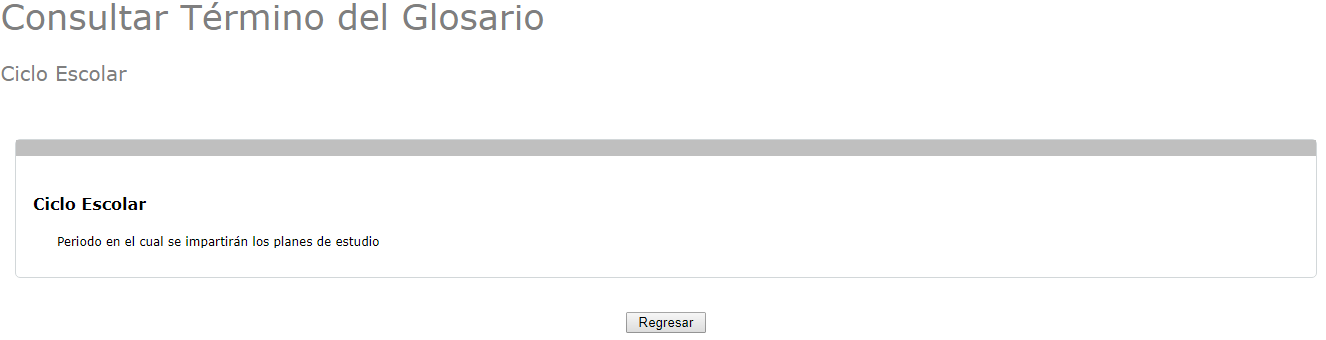 Consultar Término del Glosario
Ciclo Escolar
Ciclo Escolar
Periodo en el cual se impartirán los planes de estudio
Regresar